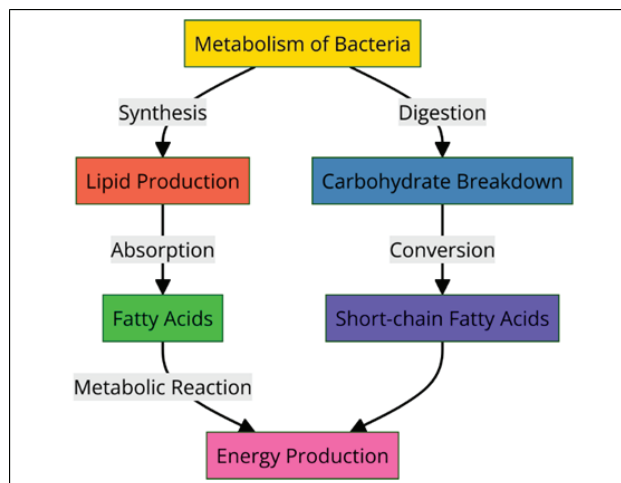 Metabolism of Bacteria
Synthesis
Digestion
Lipid Production
Carbohydrate Breakdown
Absorption
Conversion
Fatty Acids
Short-chain Fatty Acids
Metabolic Reaction
Energy Production